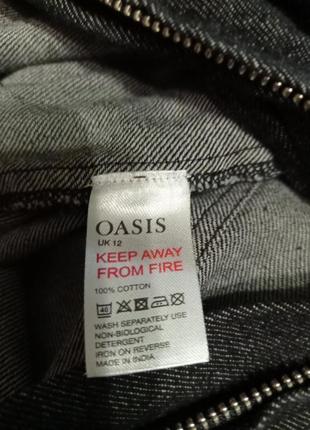 OASIS
UK 12
KEEP AWAY
FROM FIRE
100% COTTON
40
WASH SEPARATELY USE
NON-BIOLOGICAL
DETERGENT
IRON ON REVERSE
MADE IN INDIA